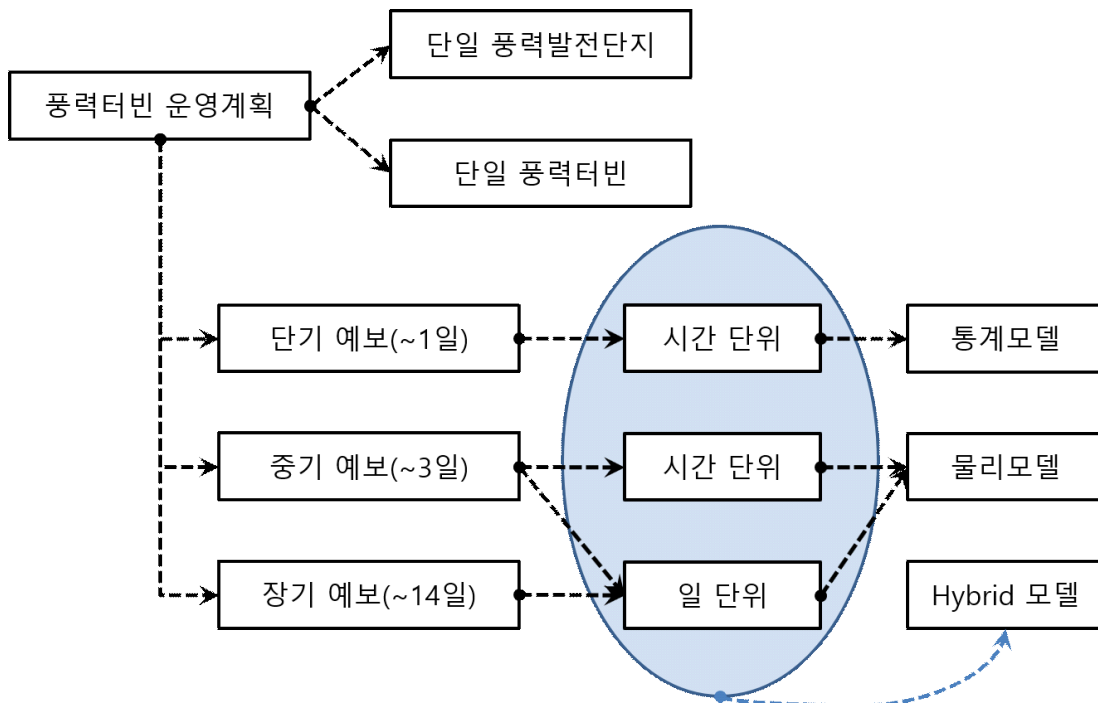 단일 풍력발전단지
풍력터빈 운영계획
단일 풍력터빈
단기 예보(~1일)
시간 단위
통계모델
중기 예보(~3일)
시간 단위
물리모델
장기 예보(~14일)
일 단위
Hybrid 모델